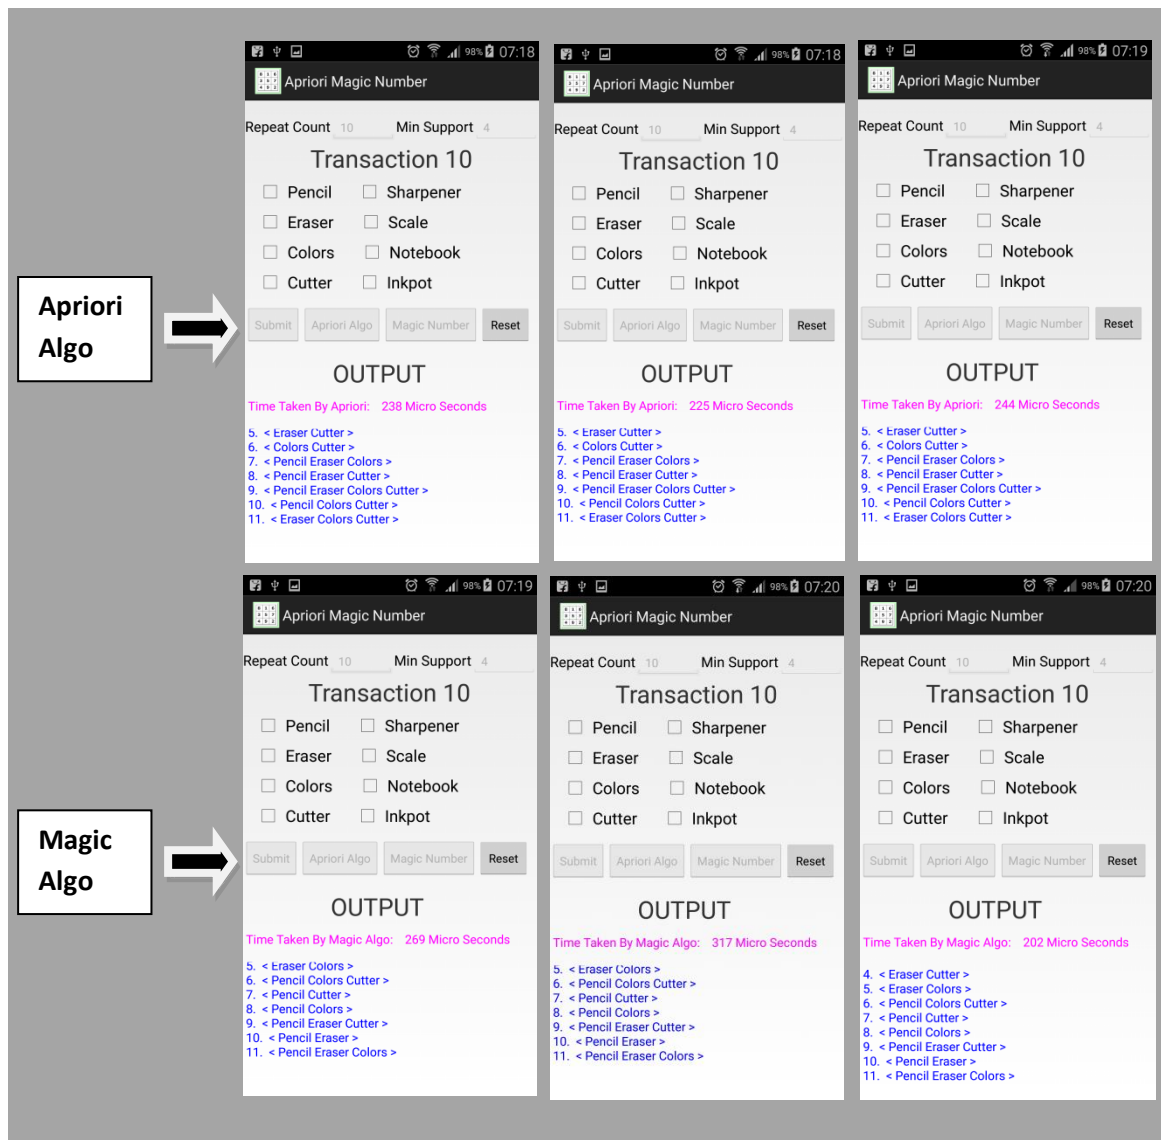 07:18
Apriori Magic Number
Repeat Count 10 Min Support 4
Transaction 10
Pencil Sharpener
Eraser Scale
Colors Notebook
Cutter Inkpot
Submit Apriori Algo Magic Number Reset
OUTPUT
Time Taken By Apriori: 238 Micro Seconds
5. < Eraser Cutter >
6. < Colors Cutter >
7. < Pencil Eraser Colors >
8. < Pencil Eraser Cutter >
9. < Pencil Eraser Colors Cutter >
10. < Pencil Colors Cutter >
11. < Eraser Colors Cutter >
98% 07:18
Apriori Magic Number
Repeat Count 10 Min Support 4
Transaction 10
Pencil Sharpener
Eraser Scale
Colors Notebook
Cutter Inkpot
Submit Apriori Algo Magic Number Reset
OUTPUT
Time Taken By Apriori: 225 Micro Seconds
5. < Eraser Cutter >
6. < Colors Cutter >
7. < Pencil Eraser Colors >
8. < Pencil Eraser Cutter >
9. < Pencil Eraser Colors Cutter >
10. < Pencil Colors Cutter >
11. < Eraser Colors Cutter >
98% 07:19
Apriori Magic Number
Repeat Count 10 Min Support 4
Transaction 10
Pencil Sharpener
Eraser Scale
Colors Notebook
Cutter Inkpot
Submit Apriori Algo Magic Number Reset
OUTPUT
Time Taken By Apriori: 244 Micro Seconds
5. < Eraser Cutter >
6. < Colors Cutter >
7. < Pencil Eraser Colors >
8. < Pencil Eraser Cutter >
9. < Pencil Eraser Colors Cutter >
10. < Pencil Colors Cutter >
11. < Eraser Colors Cutter >
Apriori
Algo
98% 07:19
Apriori Magic Number
Repeat Count 10 Min Support 4
Transaction 10
Pencil Sharpener
Eraser Scale
Colors Notebook
Cutter Inkpot
Submit Apriori Algo Magic Number Reset
OUTPUT
Time Taken By Magic Algo: 269 Micro Seconds
5. < Eraser Colors >
6. < Pencil Colors Cutter >
7. < Pencil Cutter >
8. < Pencil Colors >
9. < Pencil Eraser Cutter >
10. < Pencil Eraser >
11. < Pencil Eraser Colors >
98% 07:20
Apriori Magic Number
Repeat Count 10 Min Support 4
Transaction 10
Pencil Sharpener
Eraser Scale
Colors Notebook
Cutter Inkpot
Submit Apriori Algo Magic Number Reset
OUTPUT
Time Taken By Magic Algo: 317 Micro Seconds
5. < Eraser Colors >
6. < Pencil Colors Cutter >
7. < Pencil Cutter >
8. < Pencil Colors >
9. < Pencil Eraser Cutter >
10. < Pencil Eraser >
11. < Pencil Eraser Colors >
98% 07:20
Apriori Magic Number
Repeat Count 10 Min Support 4
Transaction 10
Pencil Sharpener
Eraser Scale
Colors Notebook
Cutter Inkpot
Submit Apriori Algo Magic Number Reset
OUTPUT
Time Taken By Magic Algo: 202 Micro Seconds
4. < Eraser Cutter >
5. < Eraser Colors >
6. < Pencil Colors Cutter >
7. < Pencil Cutter >
8. < Pencil Colors >
9. < Pencil Eraser Cutter >
10. < Pencil Eraser >
11. < Pencil Eraser Colors >
Magic
Algo